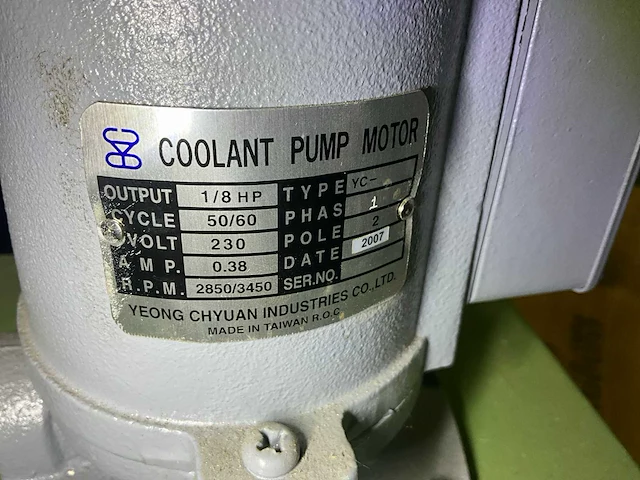 COOLANT PUMP MOTOR
OUTPUT 1/8 HP TYPE YC-
CYCLE 50/60 PHAS 1
VOLT 230 POLE 2
AMP. 0.38 DATE 2007
R.P.M. 2850/3450 SER.NO.
YEONG CHYUAN INDUSTRIES CO.,LTD.
MADE IN TAIWAN R.O.C